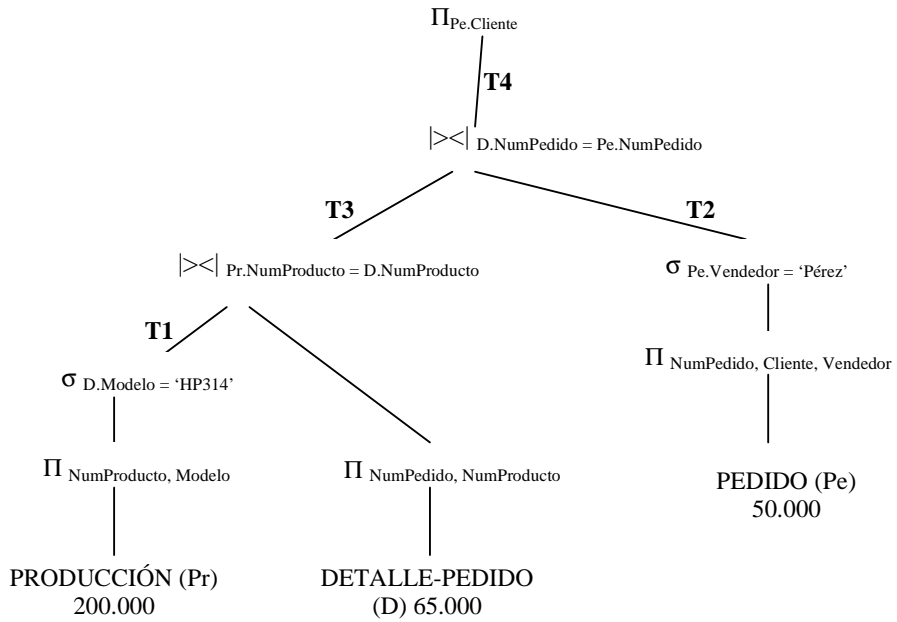 Π Pe.Cliente
T4
|><| D.NumPedido = Pe.NumPedido
T3
T2
|><| Pr.NumProducto = D.NumProducto
σ Pe.Vendedor = ‘Pérez’
T1
σ D.Modelo = ‘HP314’
Π NumPedido, Cliente, Vendedor
Π NumProducto, Modelo
Π NumPedido, NumProducto
PEDIDO (Pe)
50.000
PRODUCCIÓN (Pr)
200.000
DETALLE-PEDIDO
(D) 65.000